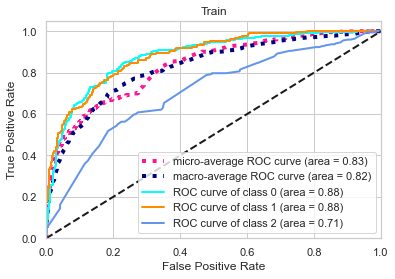 Train
True Positive Rate
1.0
0.8
0.6
0.4
0.2
0.0
micro-average ROC curve (area = 0.83)
macro-average ROC curve (area = 0.82)
ROC curve of class 0 (area = 0.88)
ROC curve of class 1 (area = 0.88)
ROC curve of class 2 (area = 0.71)
0.0 0.2 0.4 0.6 0.8 1.0
False Positive Rate